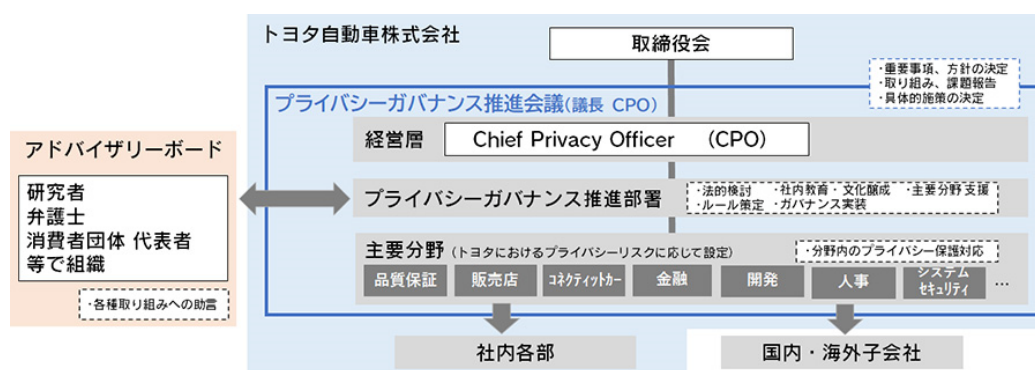 トヨタ自動車株式会社
取締役会
・重要事項、方針の決定
・取り組み、課題報告
・具体的施策の決定
プライバシーガバナンス推進会議(議長 CPO)
経営層
Chief Privacy Officer （CPO）
アドバイザリーボード
研究者
弁護士
消費者団体 代表者
等で組織
・各種取り組みへの助言
プライバシーガバナンス推進部署
・法的検討 ・社内教育・文化醸成 ・主要分野支援
・ルール策定 ・ガバナンス実装
主要分野（トヨタにおけるプライバシーリスクに応じて設定）
・分野内のプライバシー保護対応
品質保証
販売店
コネクティットカー
金融
開発
人事
システム
セキュリティ
…
社内各部
国内・海外子会社